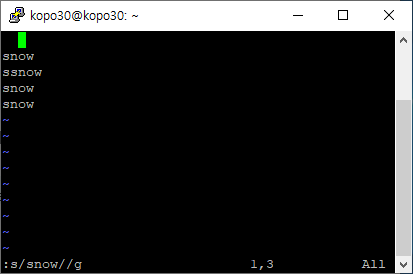 kopo30@kopo30: ~
snow
ssnow
snow
snow
~
~
~
~
~
~
~
~
~
:s/snow//g 1,3 All